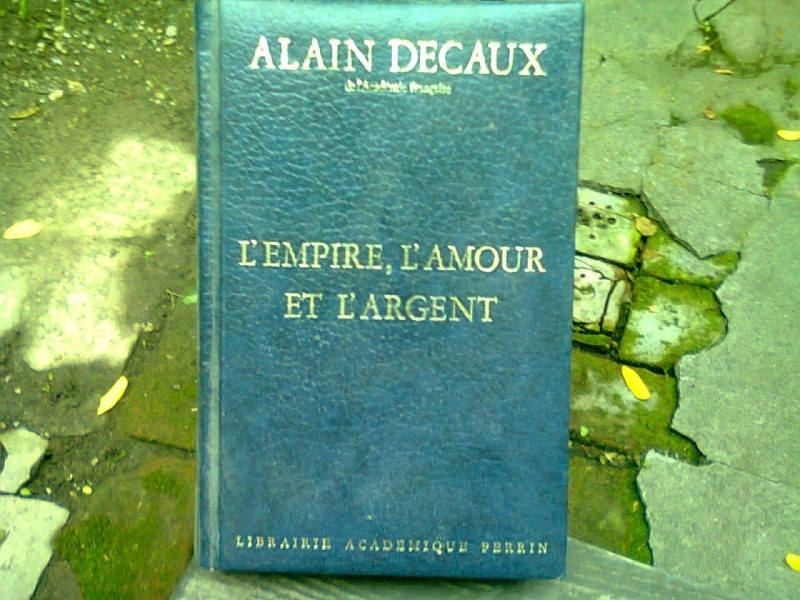 ALAIN DECAUX
de l'Académie française
L'EMPIRE, L'AMOUR
ET L'ARGENT
LIBRAIRIE ACADEMIQUE PERRIN